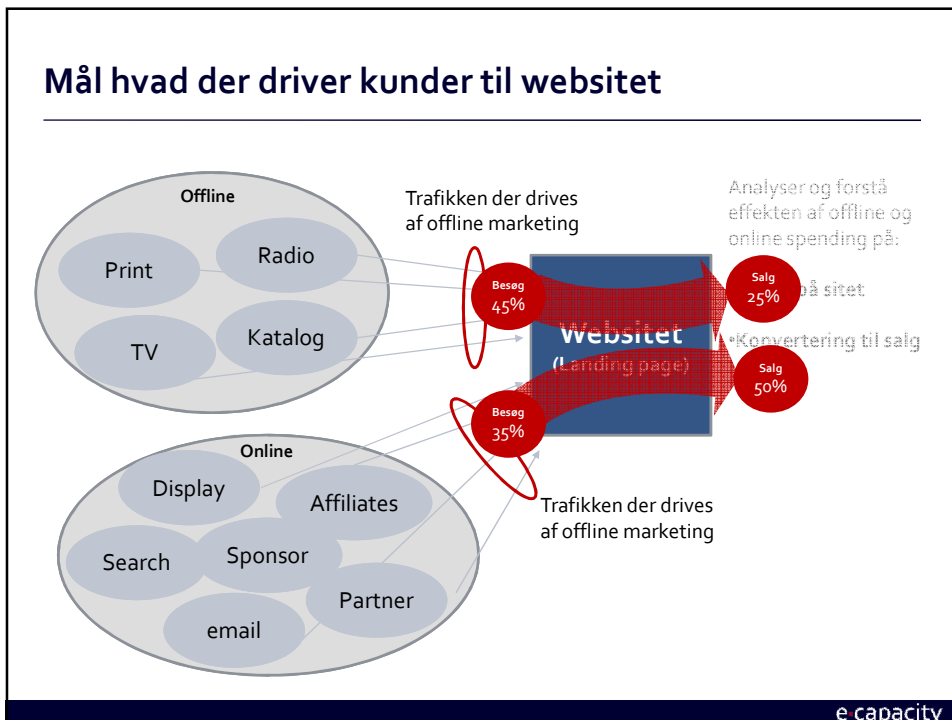 Mål hvad der driver kunder til websitet
Offline
Print
Radio
TV
Katalog
Trafikken der drives
af offline marketing
Besøg
45%
Websitet
(Landing page)
Salg
25%
Analyser og forstå
effekten af offline og
online spending på:
på sitet
•Konvertering til salg
Salg
50%
Besøg
35%
Trafikken der drives
af offline marketing
Online
Display
Affiliates
Search
Sponsor
Partner
email
e•capacity